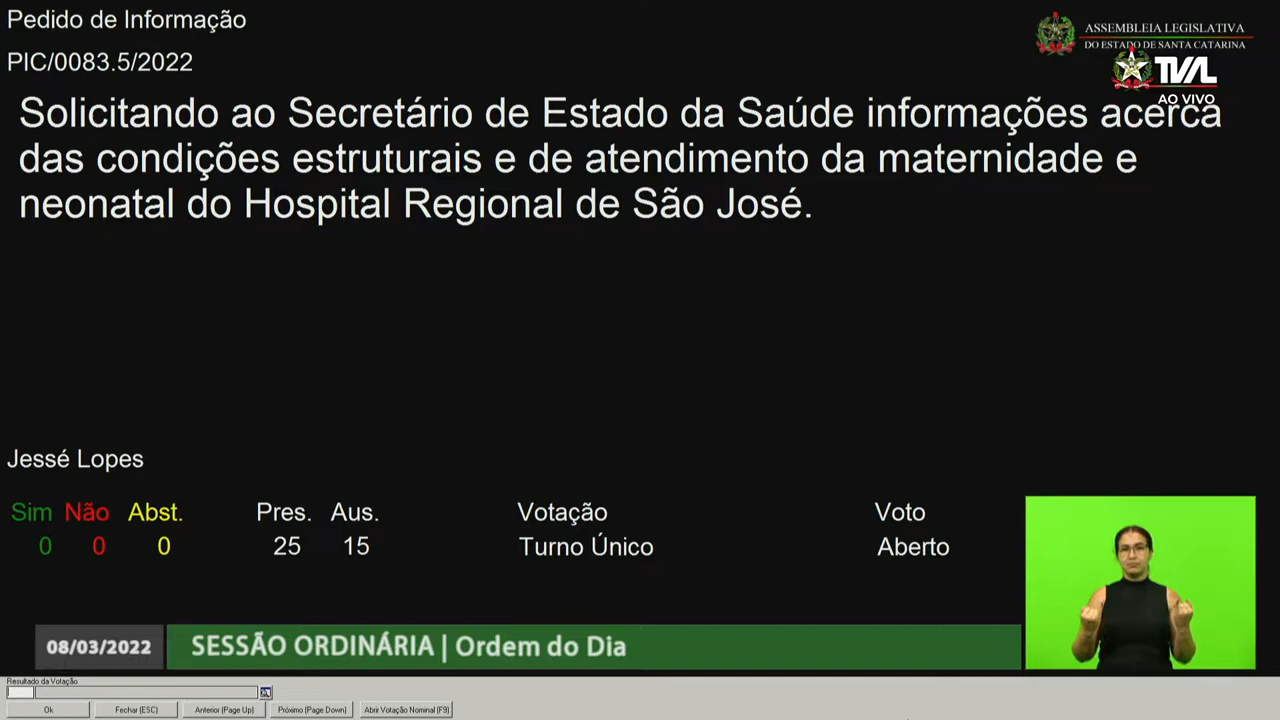 Pedido de Informação
PIC/0083.5/2022
ASSEMBLEIA LEGISLATIVA
DO ESTADO DE SANTA CATARINA
TVAL
AO VIVO
Solicitando ao Secretário de Estado da Saúde informações acerca
das condições estruturais e de atendimento da maternidade e
neonatal do Hospital Regional de São José.
Jessé Lopes
Sim Não Abst. Pres. Aus. Votação Voto
0 0 0 25 15 Turno Único Aberto
08/03/2022 SESSÃO ORDINÁRIA | Ordem do Dia
Resultado da Votação
Ok Fechar (ESC) Anterior (Page Up) Próximo (Page Down) Abrir Votação Nominal (F9)